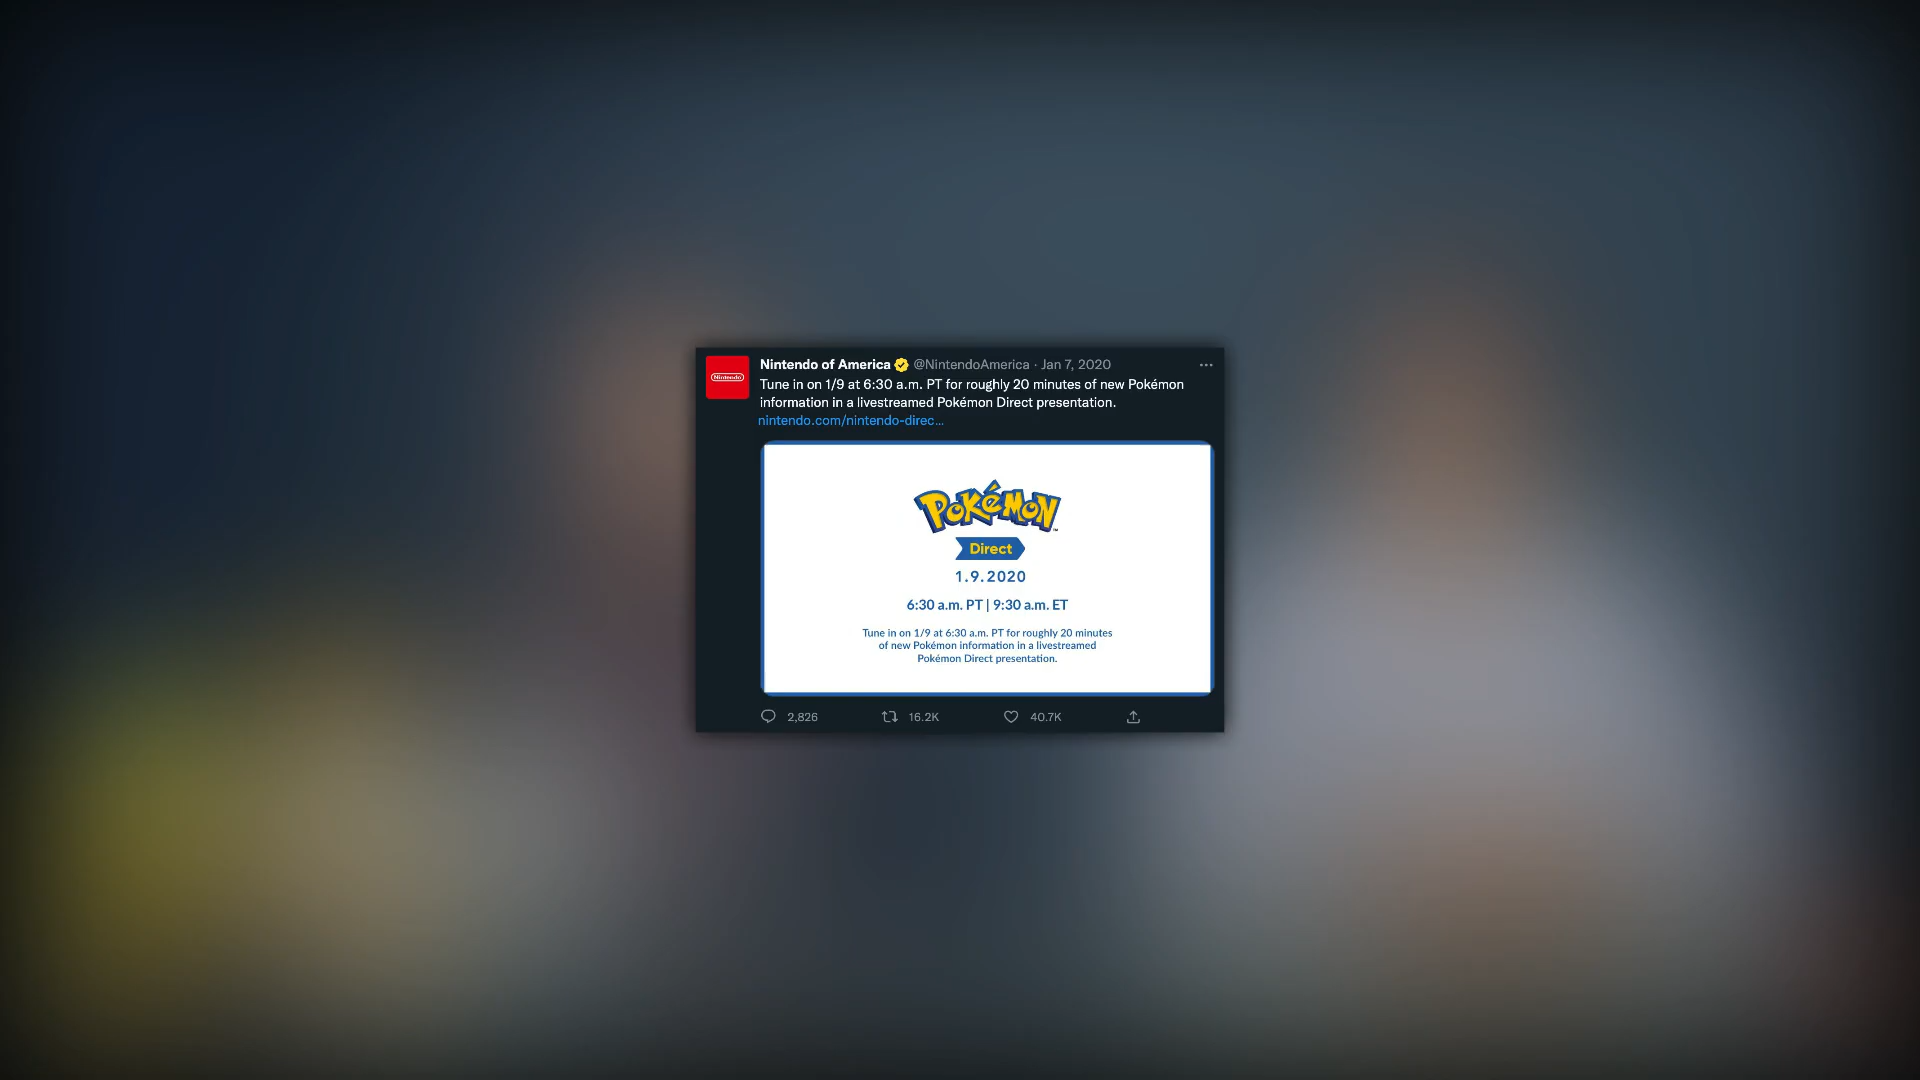 Nintendo of America @NintendoAmerica · Jan 7, 2020
Nintendo
Tune in on 1/9 at 6:30 a.m. PT for roughly 20 minutes of new Pokémon
information in a livestreamed Pokémon Direct presentation.
nintendo.com/nintendo-direc...
POKéMON
TM
Direct
1.9.2020
6:30 a.m. PT | 9:30 a.m. ET
Tune in on 1/9 at 6:30 a.m. PT for roughly 20 minutes
of new Pokémon information in a livestreamed
Pokémon Direct presentation.
2,826 16.2K 40.7K